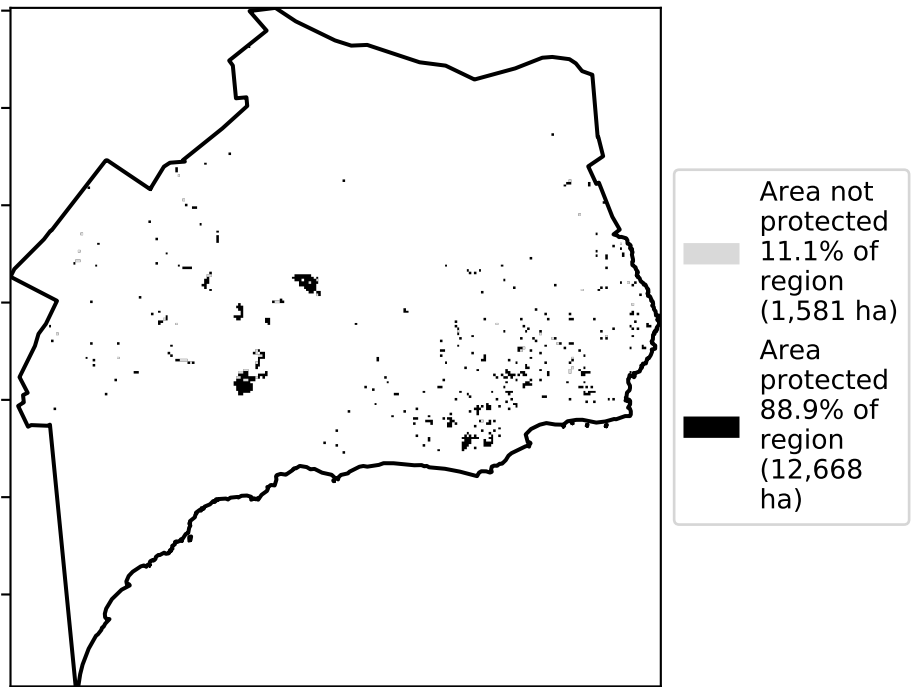 Area not
protected
11.1% of
region
(1,581 ha)
Area
protected
88.9% of
region
(12,668
ha)